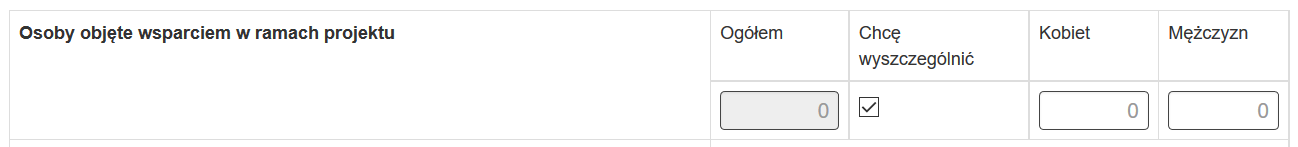 Osoby objęte wsparciem w ramach projektu
Ogółem
Chcę
wyszczególnić
Kobiet
Mężczyzn
0
0
0